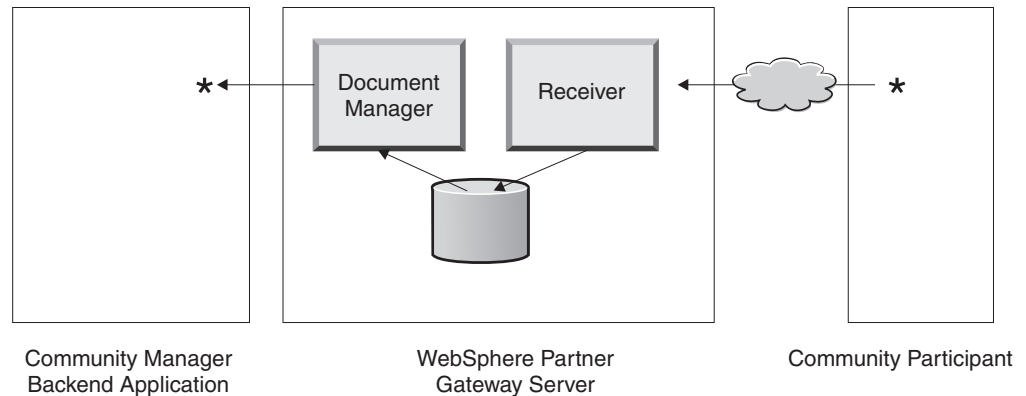 Document
Manager
Receiver
*
*
Community Manager
Backend Application
WebSphere Partner
Gateway Server
Community Participant